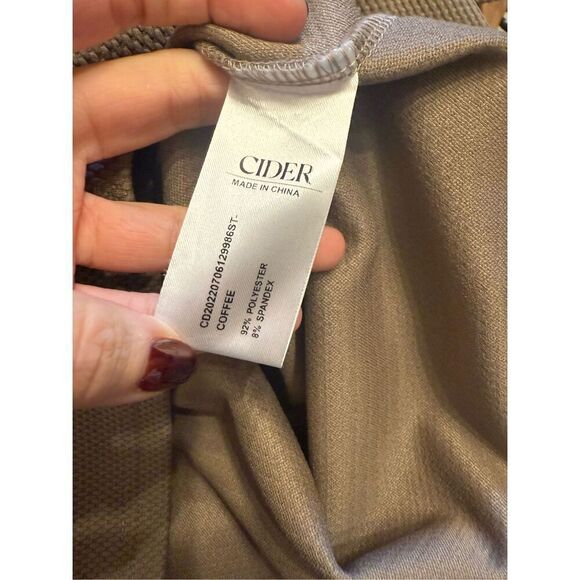 CIDER
MADE IN CHINA
CD20220706129986ST-
COFFEE
92% POLYESTER
8% SPANDEX